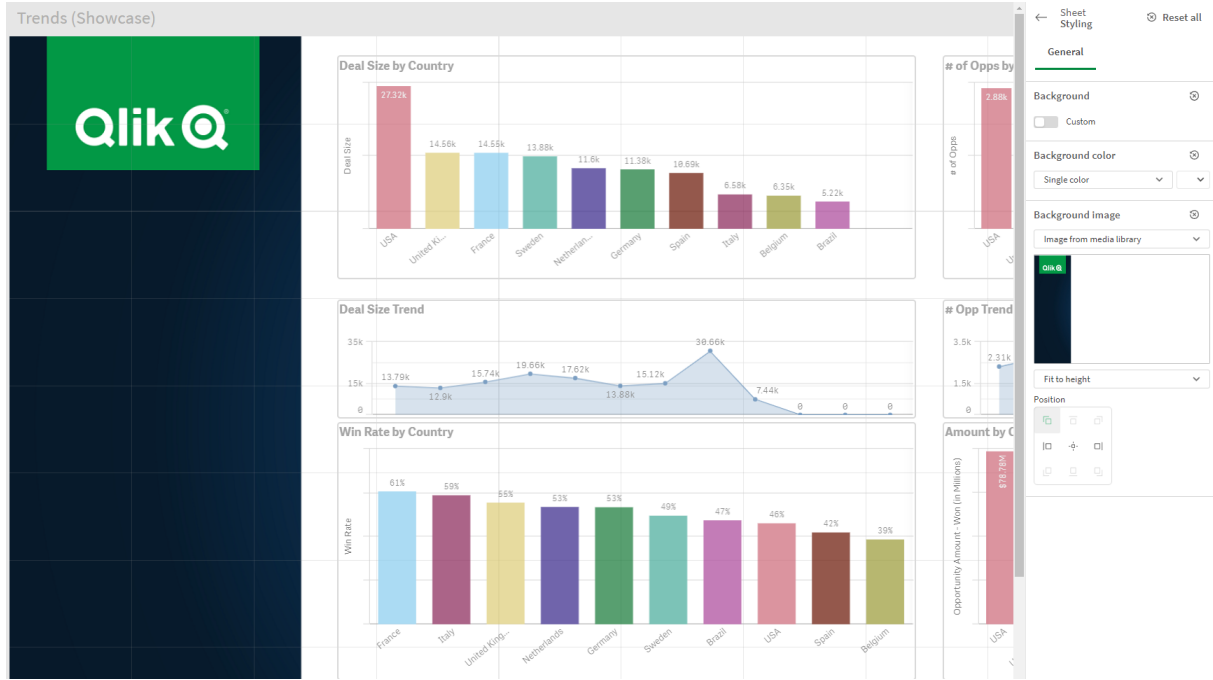 Trends (Showcase)
Qlik Q
Deal Size by Country
Deal Size
27.32k
14.56k
14.55k
13.88k
11.6k
11.38k
10.69k
6.58k
6.35k
5.22k
USA
United Ki...
France
Sweden
Netherlan...
Germany
Spain
Italy
Belgium
Brazil
# of Opps by
# of Opps
2.88k
USA
Deal Size Trend
35k
15k
0
13.79k
12.9k
15.74k
19.66k
17.62k
13.88k
15.12k
30.66k
7.44k
0
0
0
# Opp Trend
3.5k
1.5k
0
2.31k
Win Rate by Country
Win Rate
61%
59%
55%
53%
53%
49%
47%
46%
42%
39%
France
Italy
United King...
Netherlands
Germany
Sweden
Brazil
USA
Spain
Belgium
Amount by C
Opportunity Amount - Won (in Millions)
$78.78M
USA
Sheet
Styling
Reset all
General
Background
Custom
Background color
Single color
Background image
Image from media library
Qlik Q
Fit to height
Position